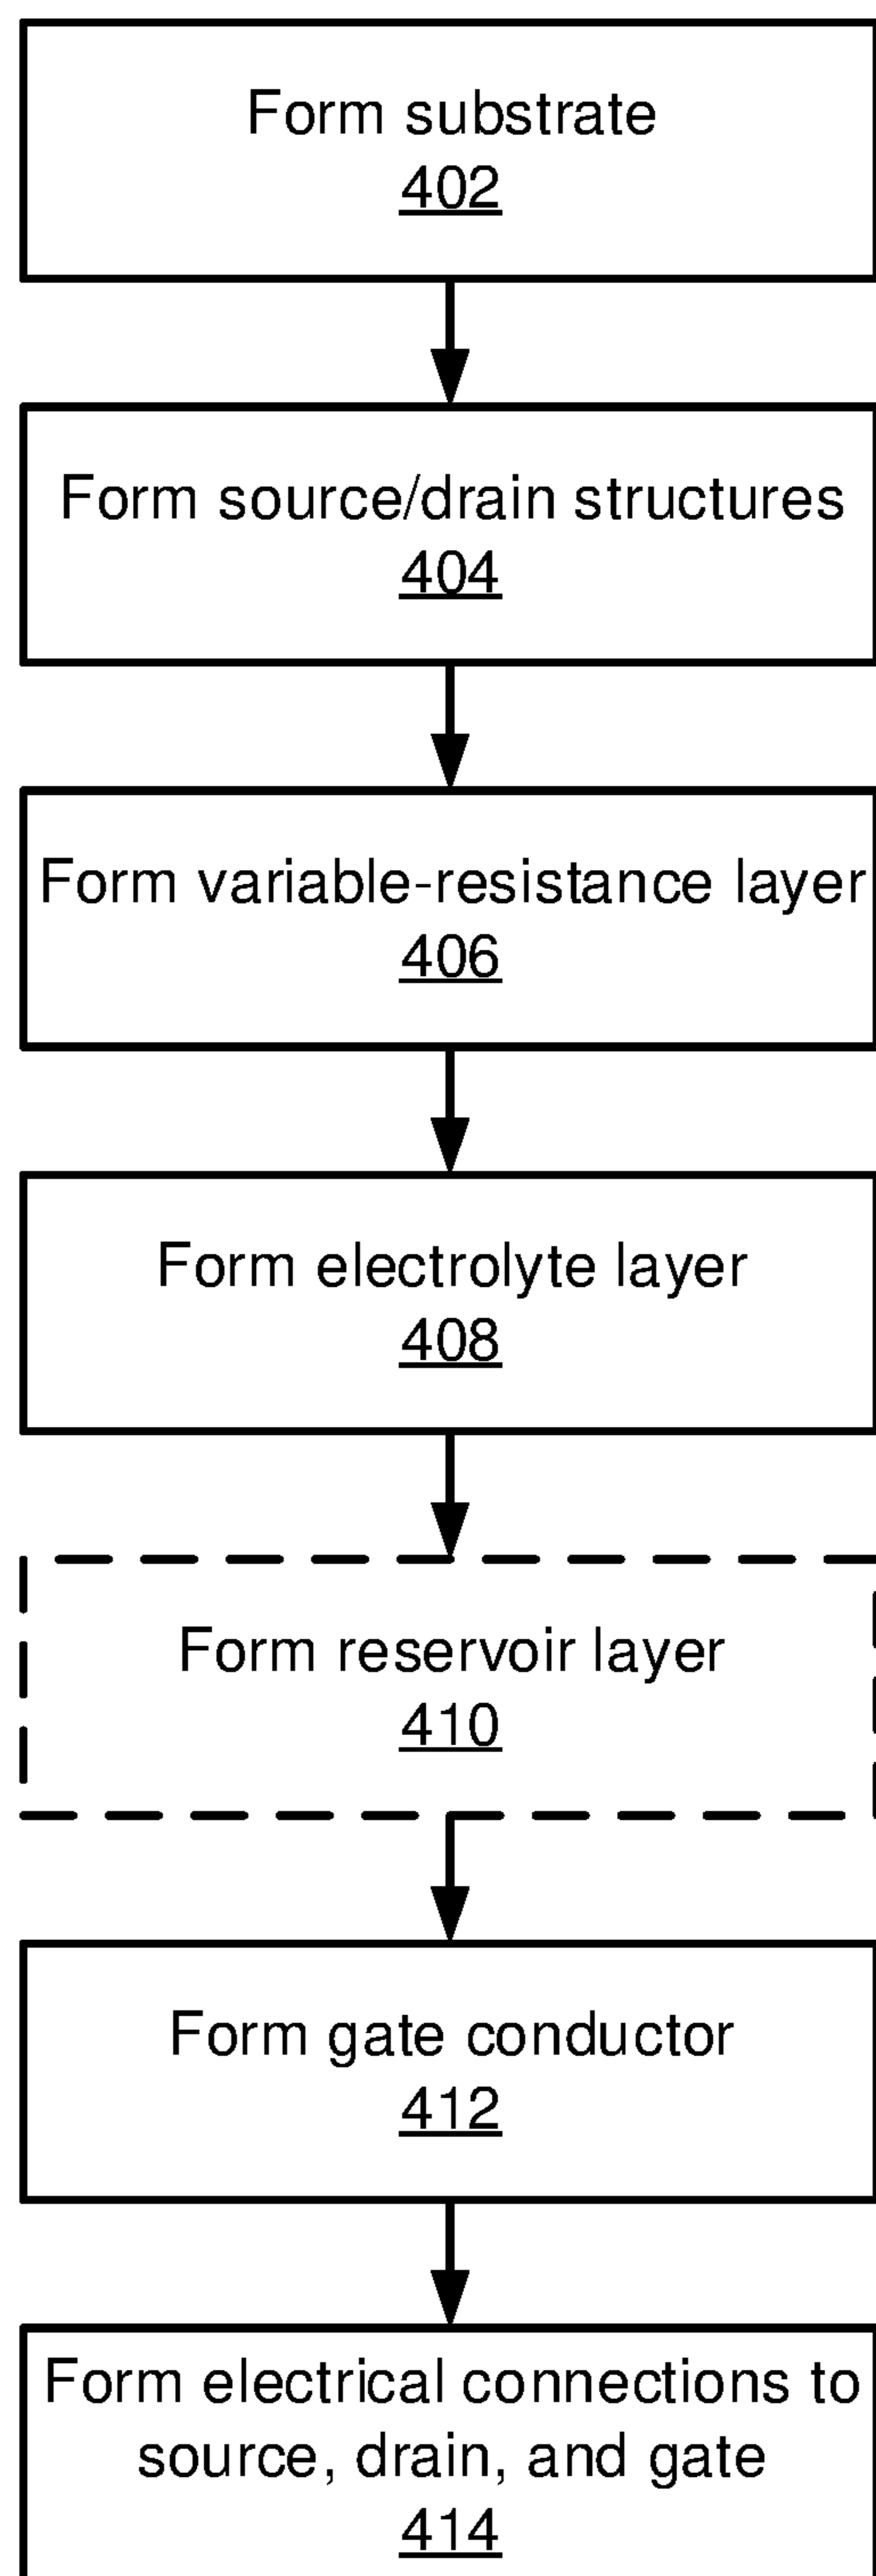 Form substrate
402
Form source/drain structures
404
Form variable-resistance layer
406
Form electrolyte layer
408
Form reservoir layer
410
Form gate conductor
412
Form electrical connections to
source, drain, and gate
414